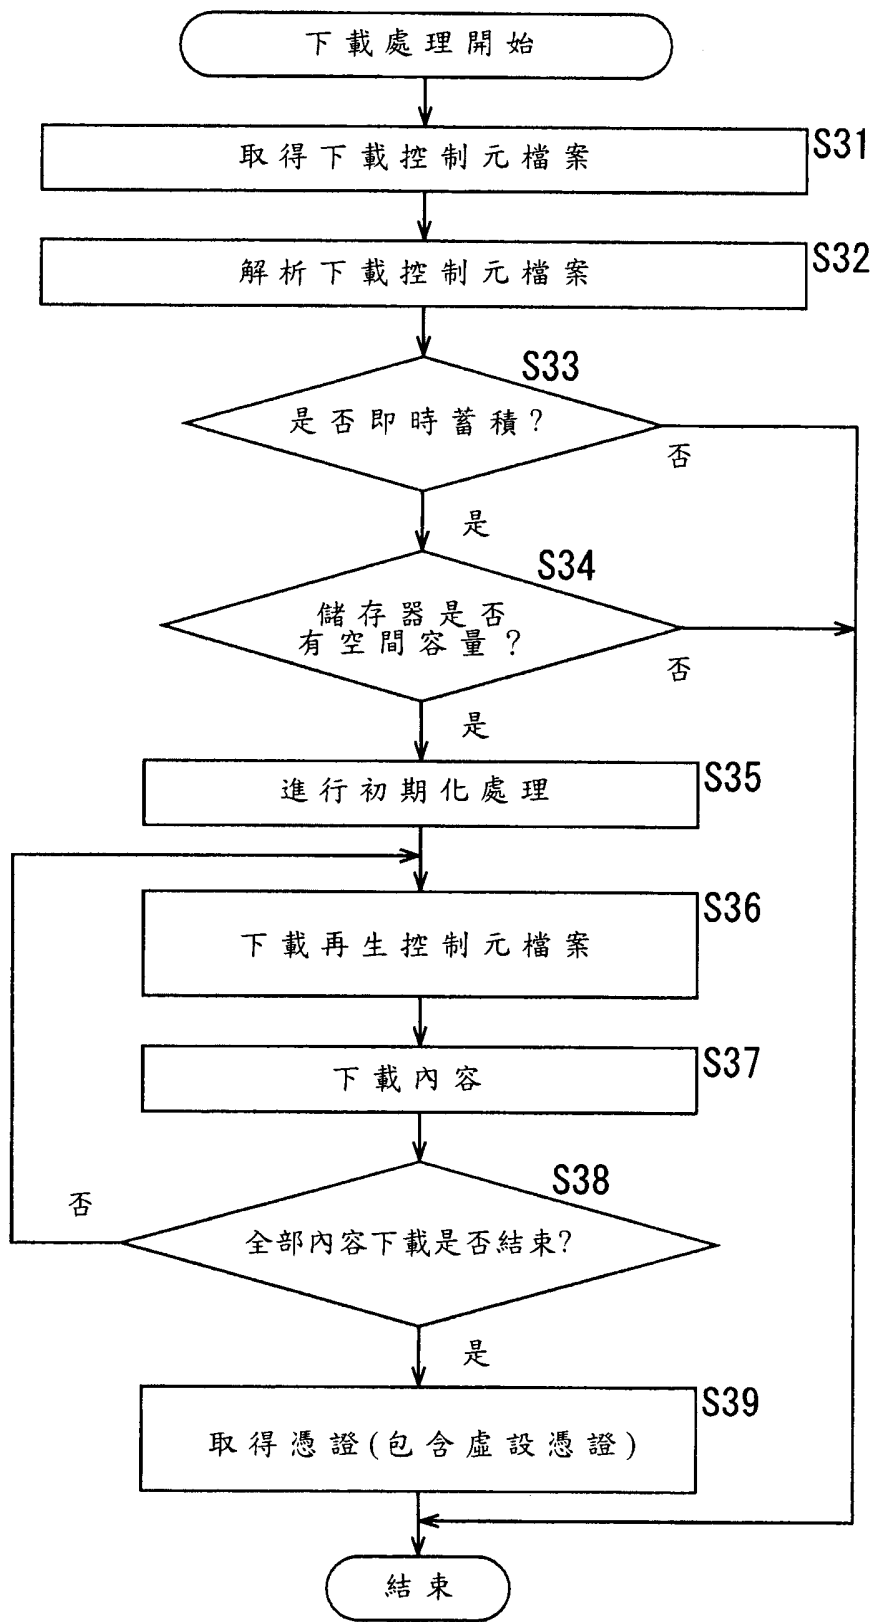 下載處理開始
S31
取得下載控制元檔案
S32
解析下載控制元檔案
S33
是否即時蓄積?
否
是
S34
儲存器是否
有空間容量?
否
是
S35
進行初期化處理
S36
下載再生控制元檔案
S37
下載內容
S38
否
全部內容下載是否結束?
是
S39
取得憑證(包含虛設憑證)
結束